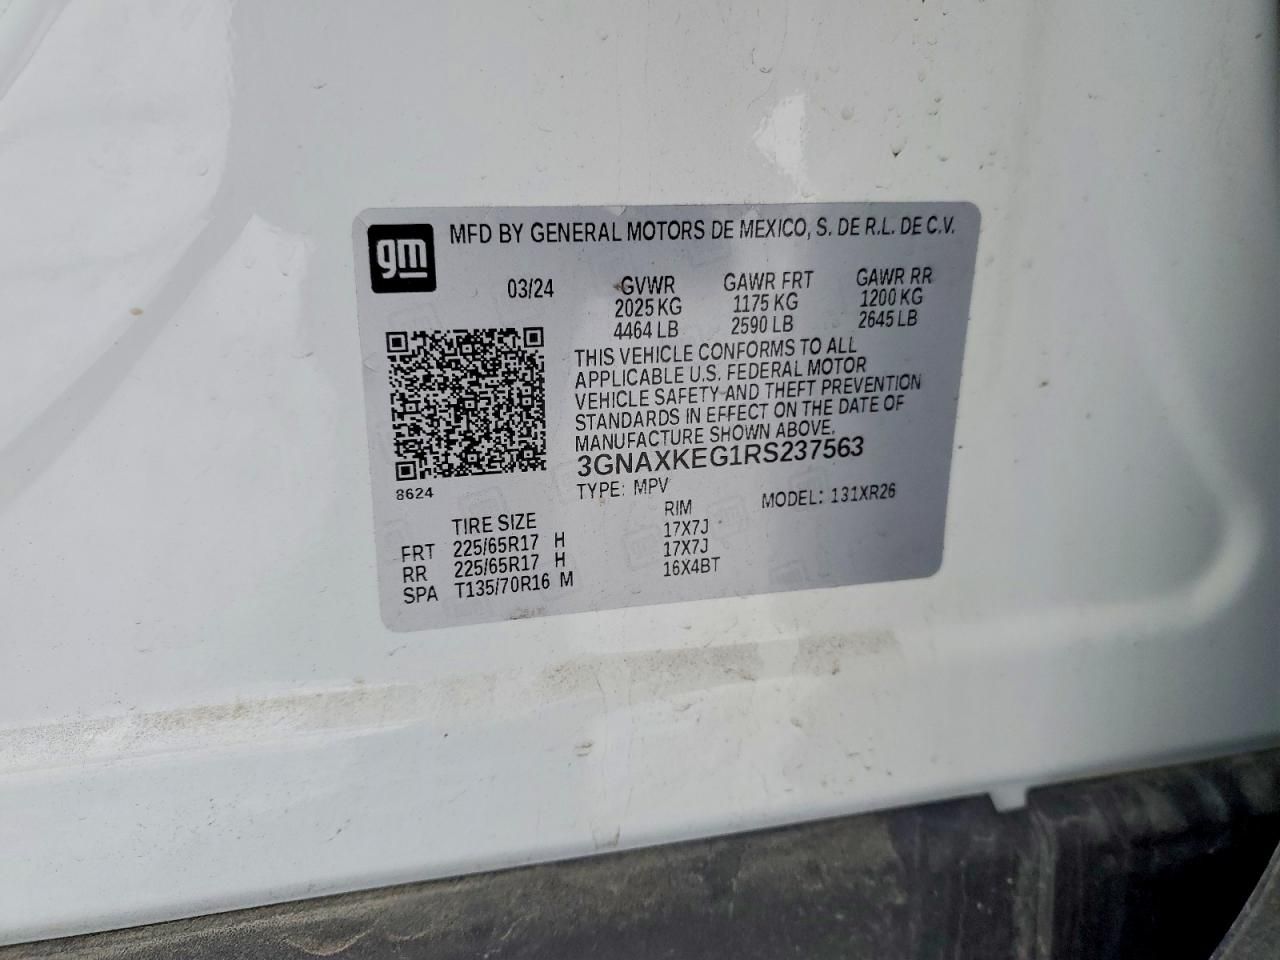 gm
MFD BY GENERAL MOTORS DE MEXICO, S. DE R.L. DE C.V.
03/24 GVWR GAWR FRT GAWR RR
2025 KG 1175 KG 1200 KG
4464 LB 2590 LB 2645 LB
THIS VEHICLE CONFORMS TO ALL
APPLICABLE U.S. FEDERAL MOTOR
VEHICLE SAFETY AND THEFT PREVENTION
STANDARDS IN EFFECT ON THE DATE OF
MANUFACTURE SHOWN ABOVE.
3GNAXKEG1RS237563
8624
TYPE: MPV MODEL: 131XR26
TIRE SIZE RIM
FRT 225/65R17 H 17X7J
RR 225/65R17 H 17X7J
SPA T135/70R16 M 16X4BT